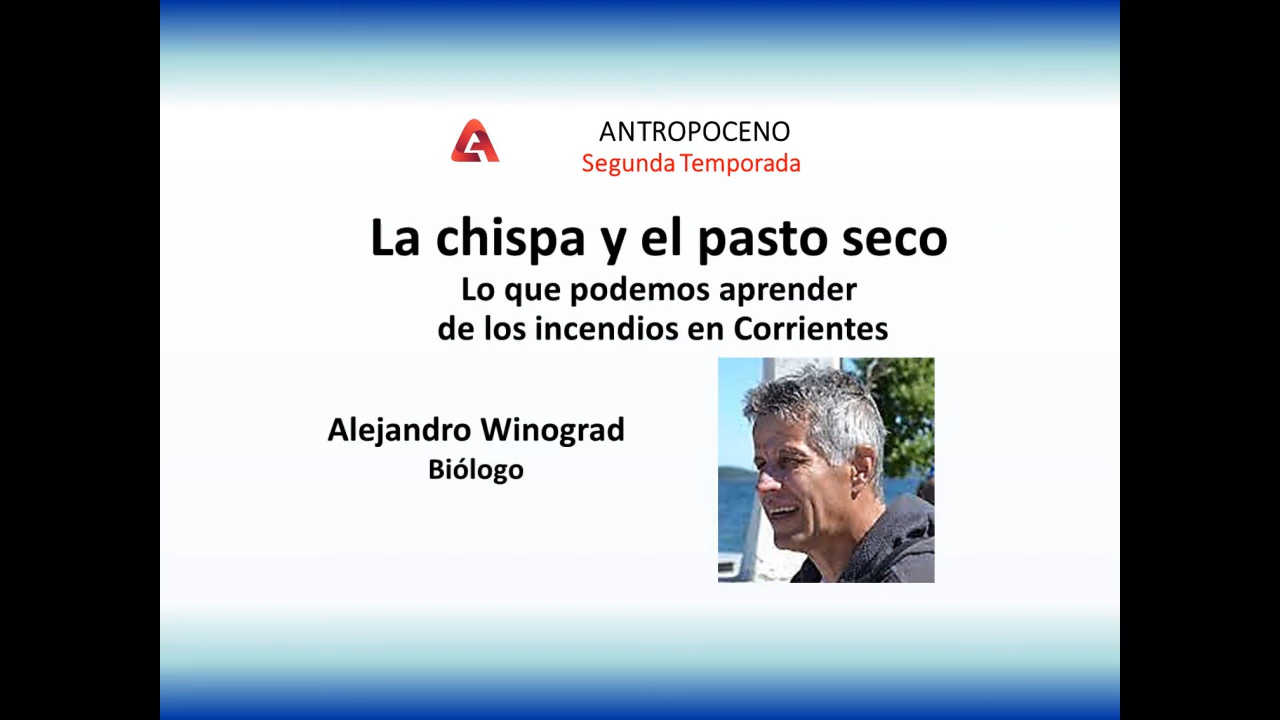 ANTROPOCENO
Segunda Temporada
La chispa y el pasto seco
Lo que podemos aprender
de los incendios en Corrientes
Alejandro Winograd
Biólogo